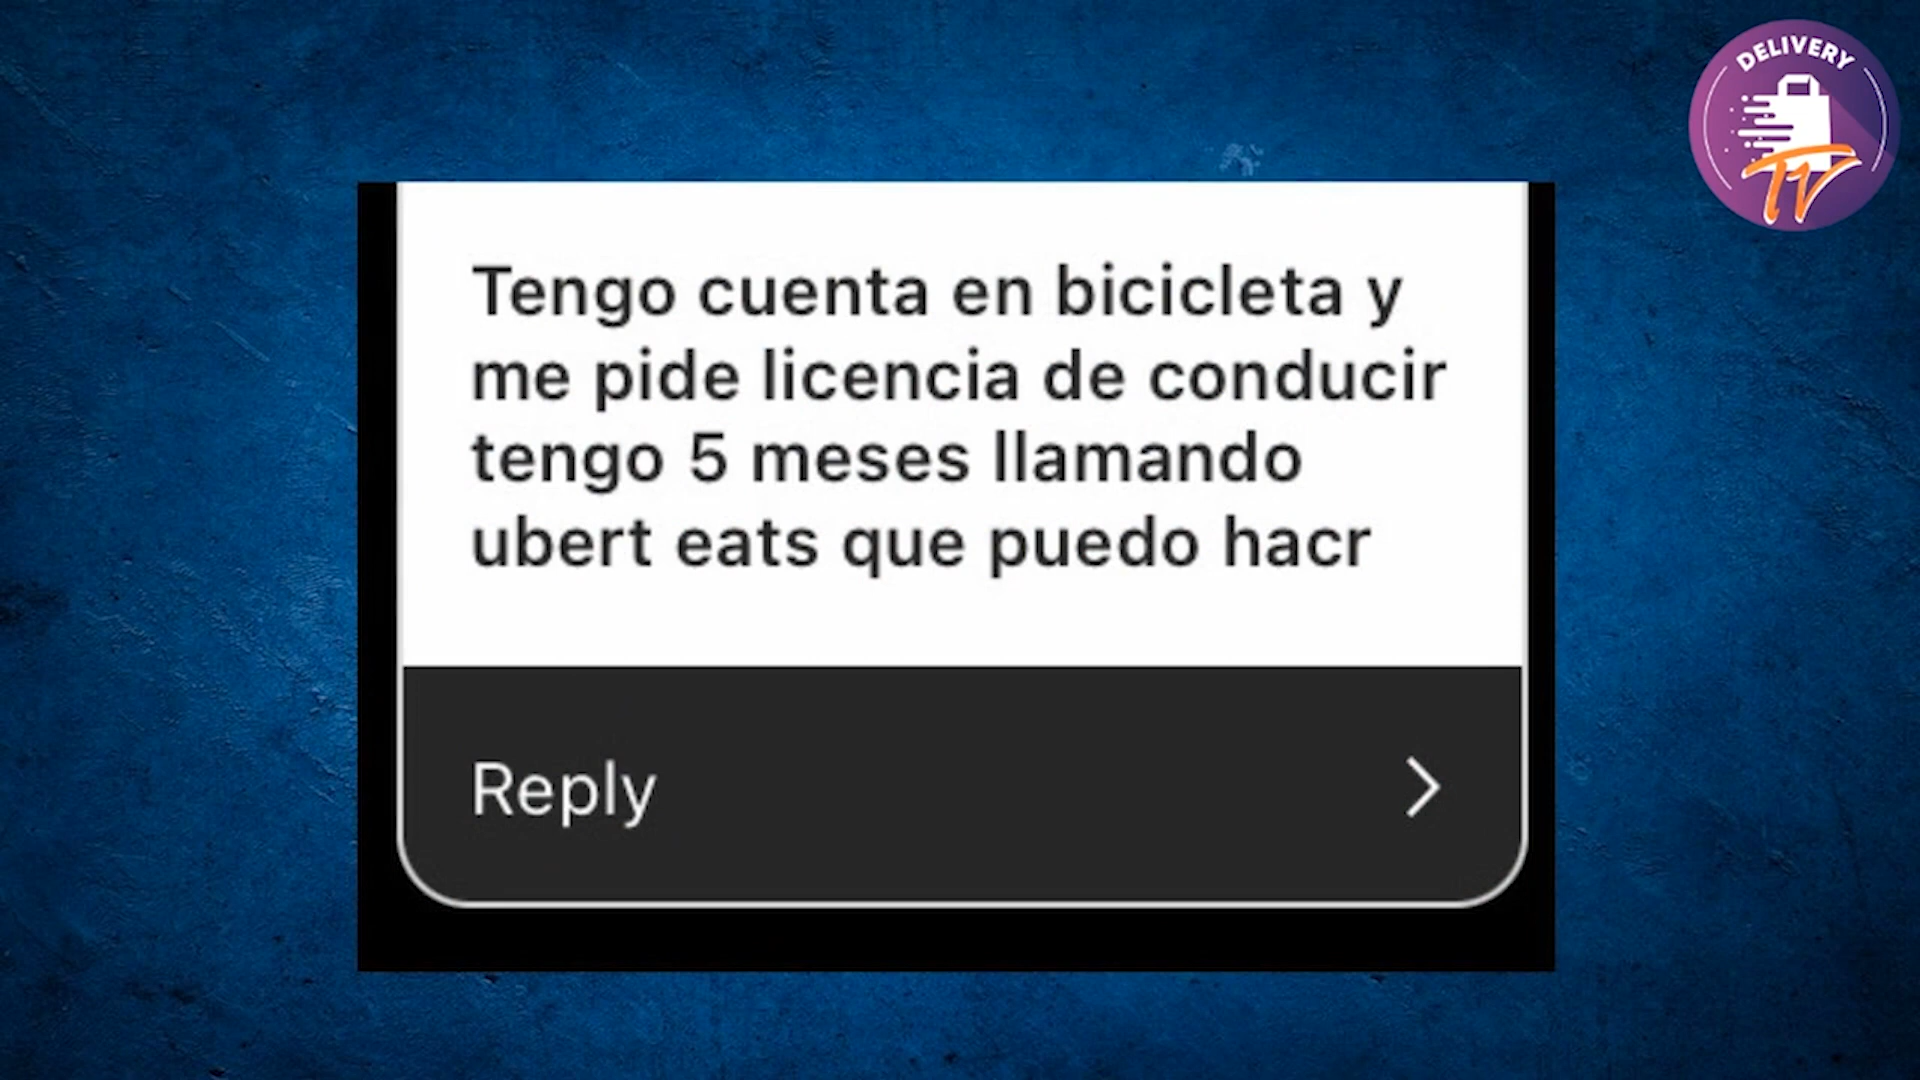 DELIVERY
TV
Tengo cuenta en bicicleta y
me pide licencia de conducir
tengo 5 meses llamando
ubert eats que puedo hacr
Reply